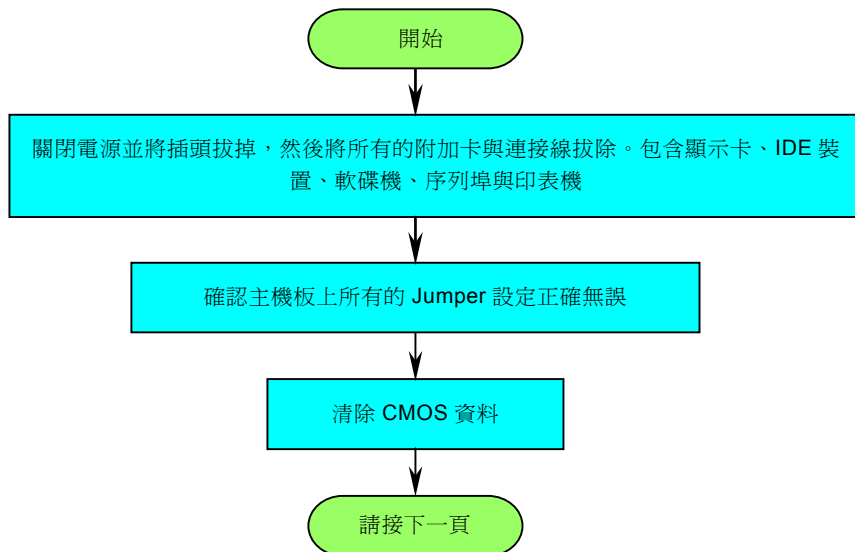 開始
關閉電源並將插頭拔掉，然後將所有的附加卡與連接線拔除。包含顯示卡、IDE 裝
置、軟碟機、序列埠與印表機
確認主機板上所有的 Jumper 設定正確無誤
清除 CMOS 資料
請接下一頁